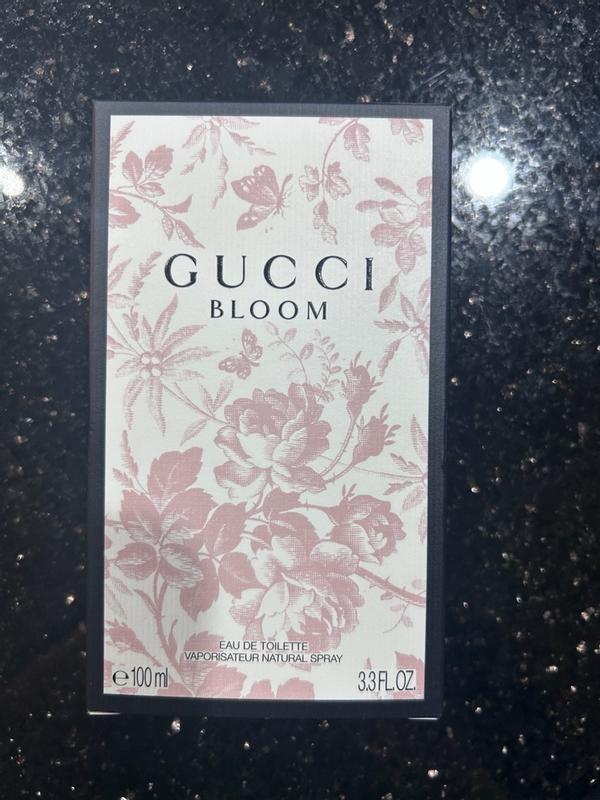 GUCCI
BLOOM
EAU DE TOILETTE
VAPORISATEUR NATURAL SPRAY
℮100 ml
3.3 FL.OZ.